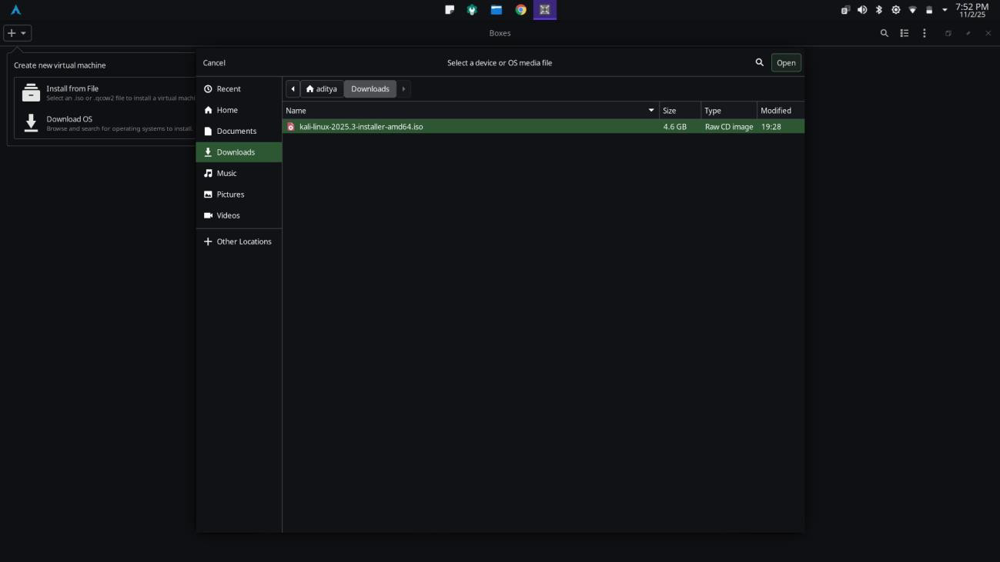 7:52 PM
11/2/25
Boxes
Create new virtual machine
Install from File
Select an .iso or .qcow2 file to install a virtual machi
Download OS
Browse and search for operating systems to install.
Cancel
Select a device or OS media file
Open
Recent
Home
Documents
Downloads
Music
Pictures
Videos
Other Locations
aditya
Downloads
Name Size Type Modified
kali-linux-2025.3-installer-amd64.iso 4.6 GB Raw CD image 19:28